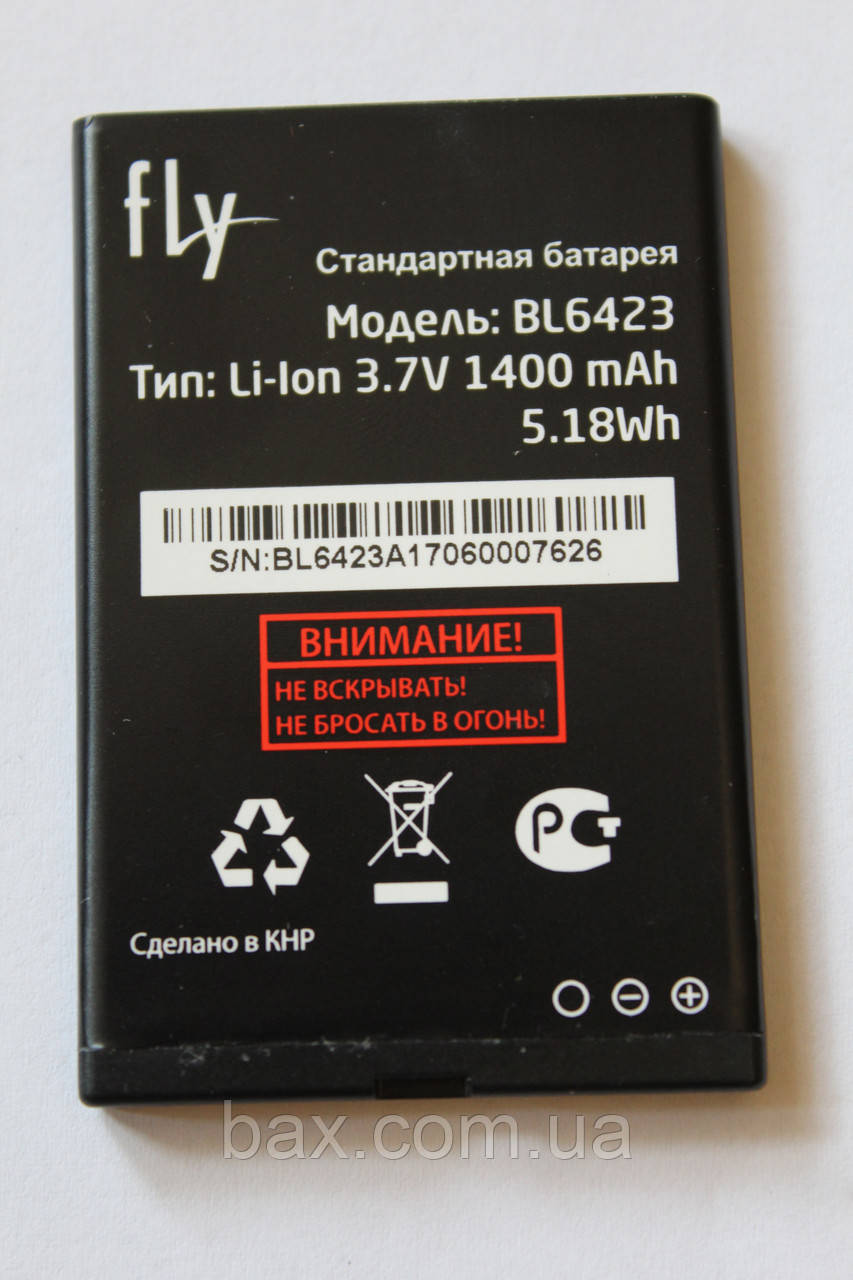 fly
Стандартная батарея
Модель: BL6423
Тип: Li-Ion 3.7V 1400 mAh
5.18Wh
S/N:BL6423A17060007626
ВНИМАНИЕ!
НЕ ВСКРЫВАТЬ!
НЕ БРОСАТЬ В ОГОНЬ!
РСТ
Сделано в КНР
bax.com.ua